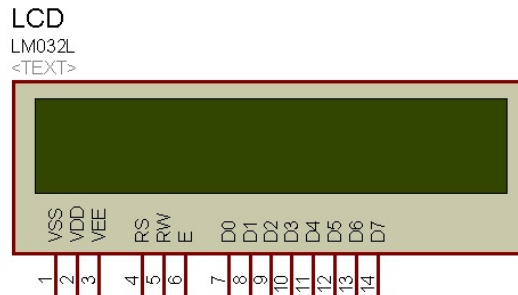 LCD
LM032L
<TEXT>
VSS VDD VEE RS RW E D0 D1 D2 D3 D4 D5 D6 D7
1 2 3 4 5 6 7 8 9 10 11 12 13 14